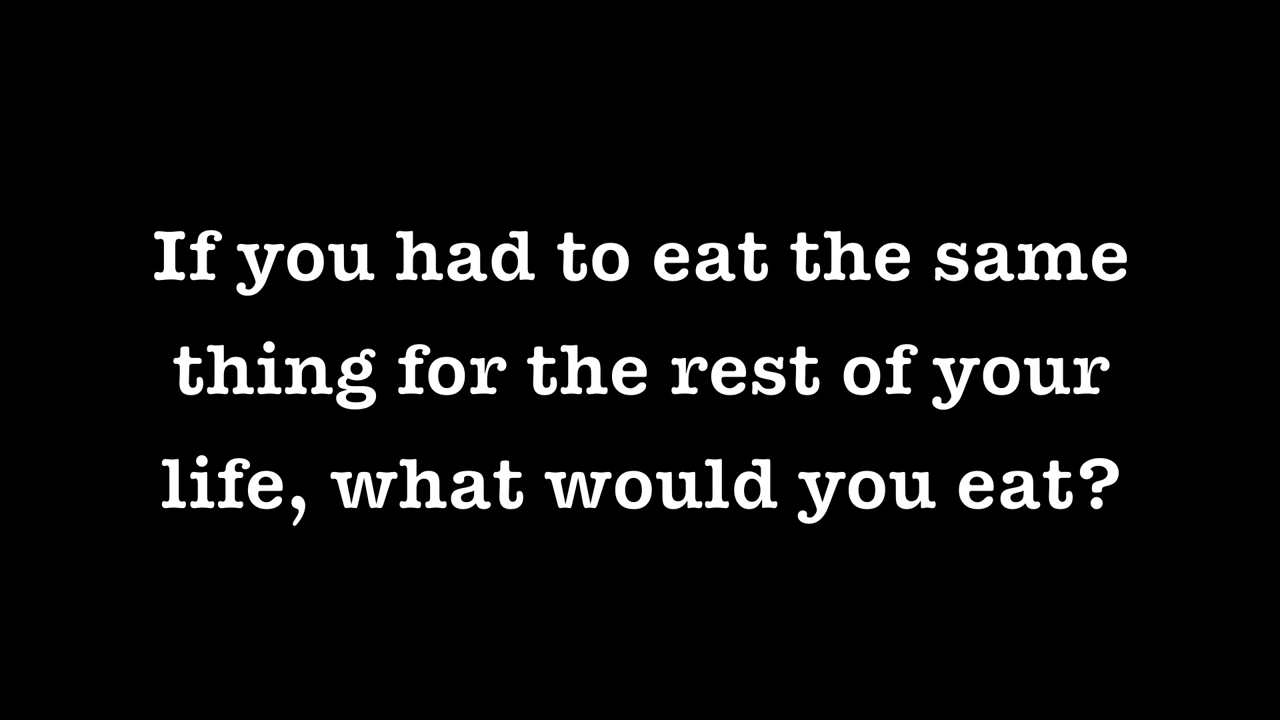 If you had to eat the same
thing for the rest of your
life, what would you eat?